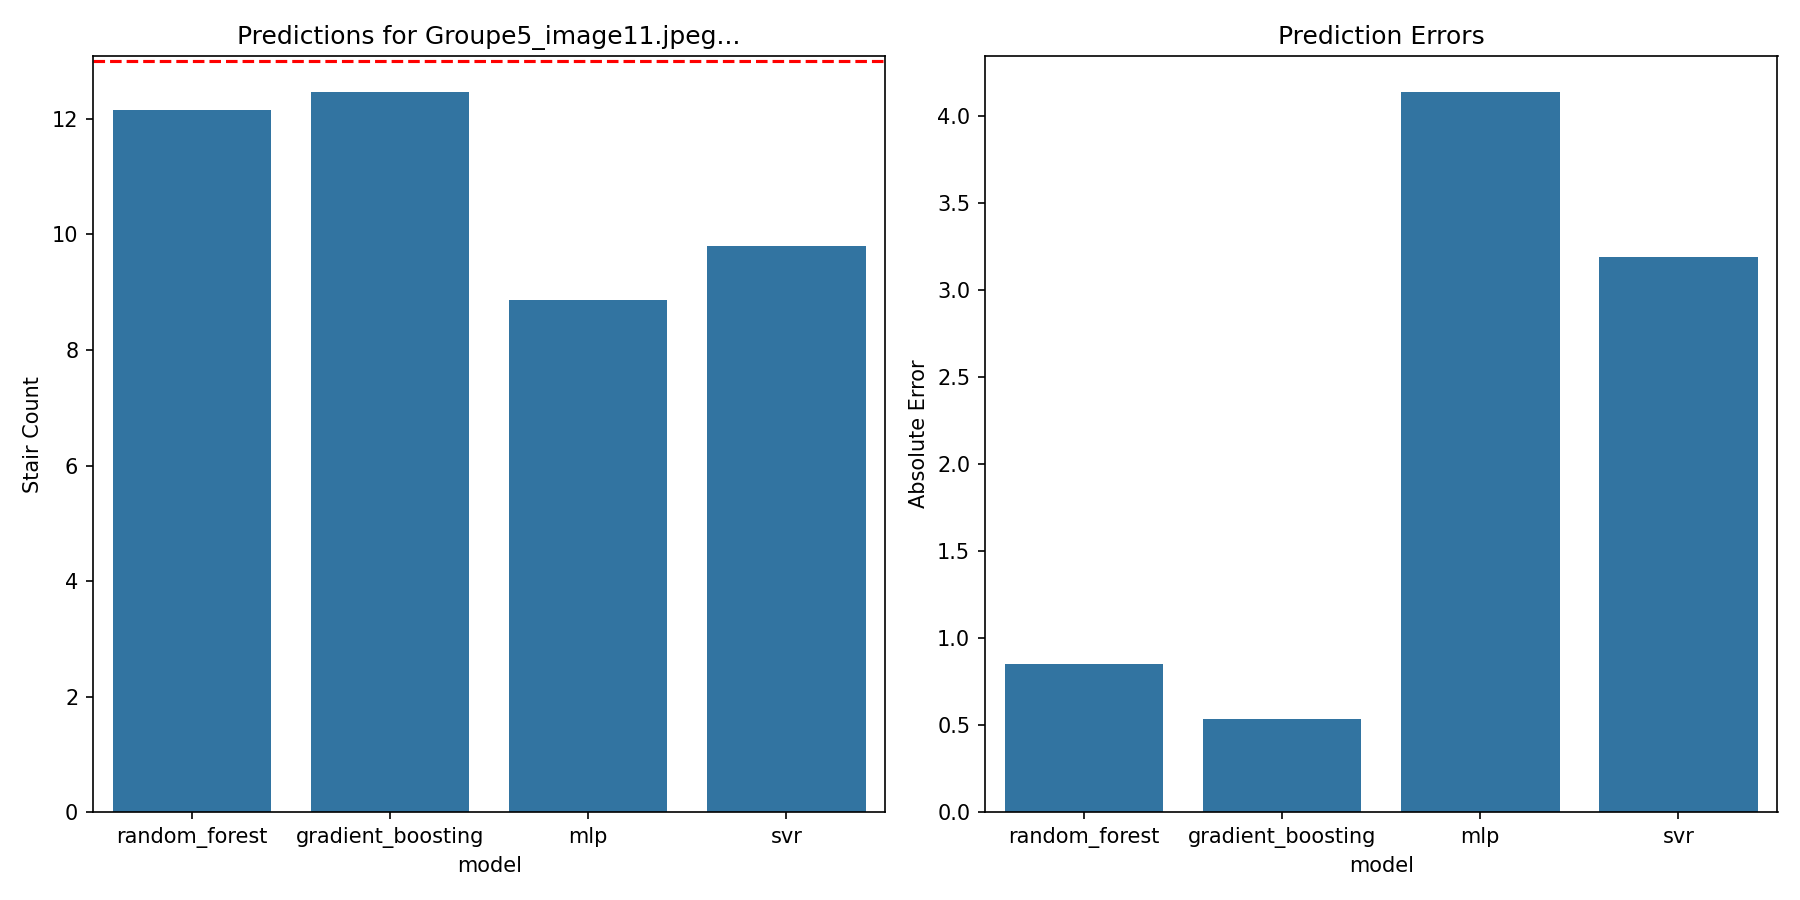 Predictions for Groupe5_image11.jpeg...
Stair Count
12
10
8
6
4
2
0
random_forest gradient_boosting mlp svr
model
Prediction Errors
Absolute Error
4.0
3.5
3.0
2.5
2.0
1.5
1.0
0.5
0.0
random_forest gradient_boosting mlp svr
model